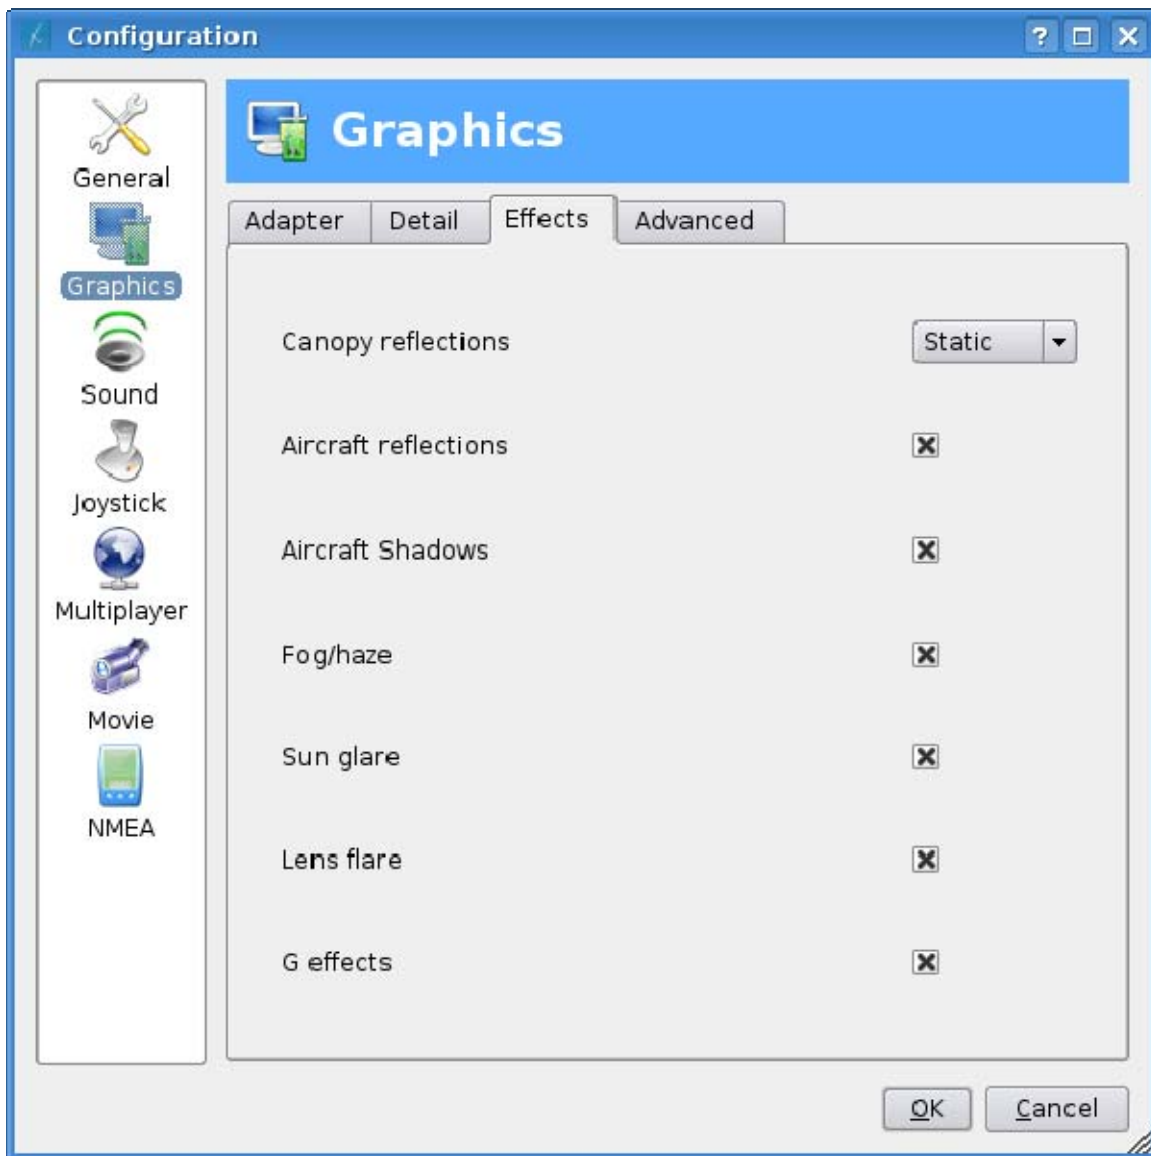 Configuration
General
Graphics
Sound
Joystick
Multiplayer
Movie
NMEA
Graphics
Adapter Detail Effects Advanced
Canopy reflections Static
Aircraft reflections
Aircraft Shadows
Fog/haze
Sun glare
Lens flare
G effects
OK Cancel